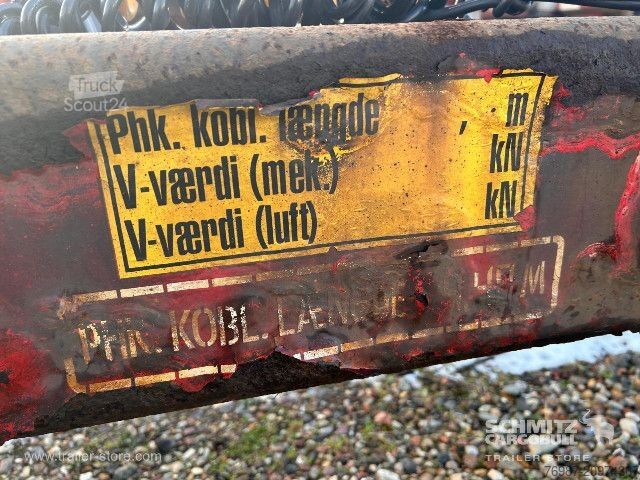 Truck
Scout24
Phk. kobl. længde , m
V-værdi (mek.) kN
V-værdi (luft) kN
PHK. KOBL. LÆNGDE M
SCHMITZ
CARGOBULL
TRAILER STORE
www.trailer-store.com